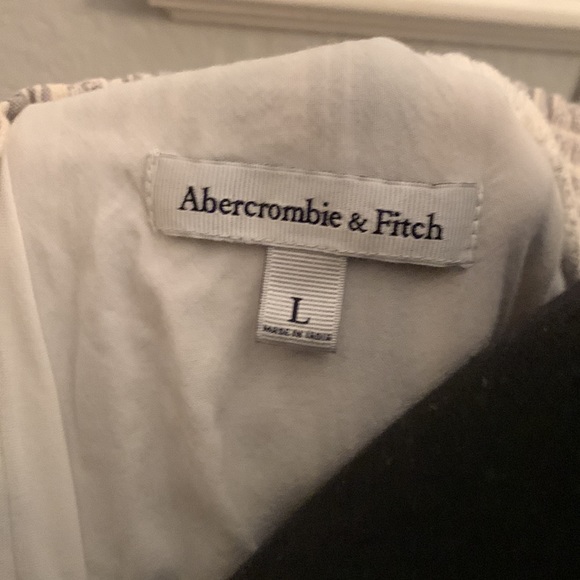 Abercrombie & Fitch
L
MADE IN INDIA